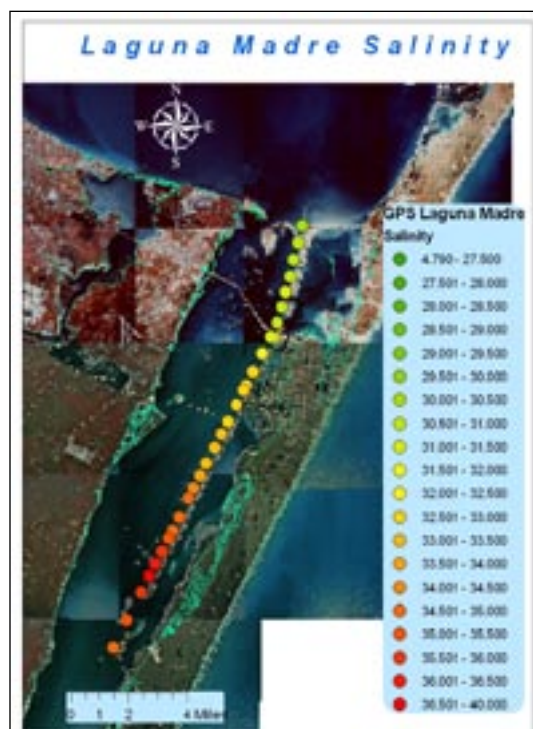 Laguna Madre Salinity
N
W E
S
GPS Laguna Madre
Salinity
4.790 - 27.500
27.501 - 28.000
28.001 - 28.500
28.501 - 29.000
29.001 - 29.500
29.501 - 30.000
30.001 - 30.500
30.501 - 31.000
31.001 - 31.500
31.501 - 32.000
32.001 - 32.500
32.501 - 33.000
33.001 - 33.500
33.501 - 34.000
34.001 - 34.500
34.501 - 35.000
35.001 - 35.500
35.501 - 36.000
36.001 - 36.500
36.501 - 40.000
0 1 2 4 Miles